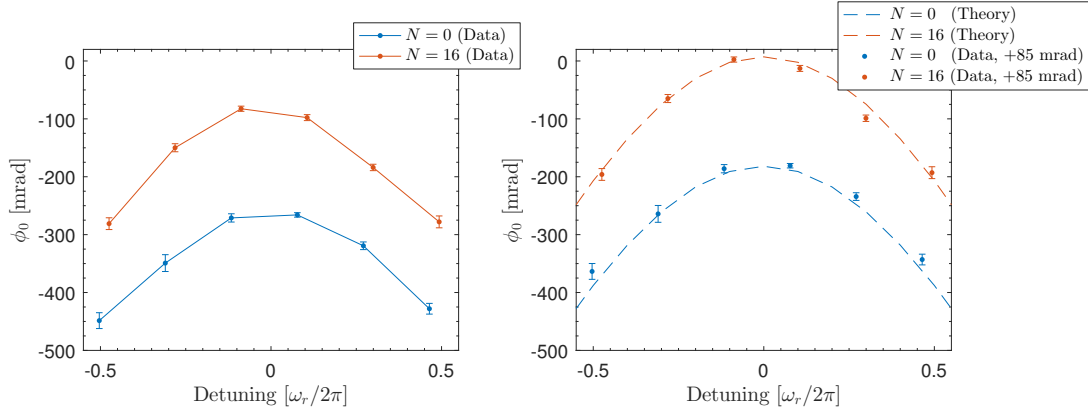 N = 0 (Data)
N = 16 (Data)
0
-100
-200
-300
-400
-500
ϕ₀ [mrad]
-0.5
0
0.5
Detuning [ωᵣ/2π]
N = 0 (Theory)
N = 16 (Theory)
N = 0 (Data, +85 mrad)
N = 16 (Data, +85 mrad)
0
-100
-200
-300
-400
-500
ϕ₀ [mrad]
-0.5
0
0.5
Detuning [ωᵣ/2π]